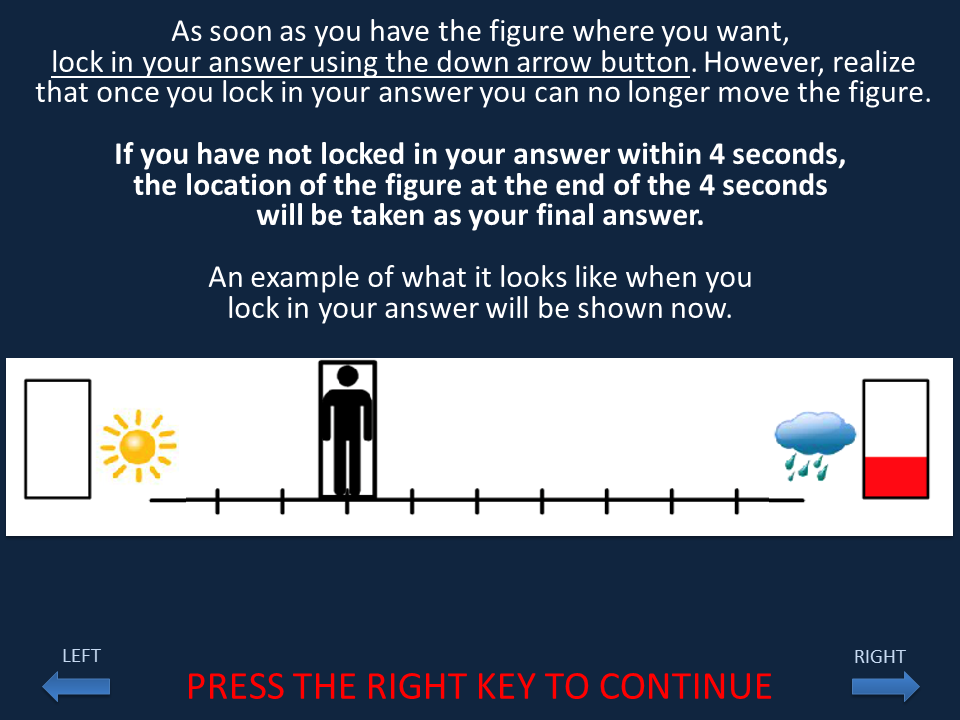 As soon as you have the figure where you want,
lock in your answer using the down arrow button. However, realize
that once you lock in your answer you can no longer move the figure.
If you have not locked in your answer within 4 seconds,
the location of the figure at the end of the 4 seconds
will be taken as your final answer.
An example of what it looks like when you
lock in your answer will be shown now.
LEFT
RIGHT
PRESS THE RIGHT KEY TO CONTINUE